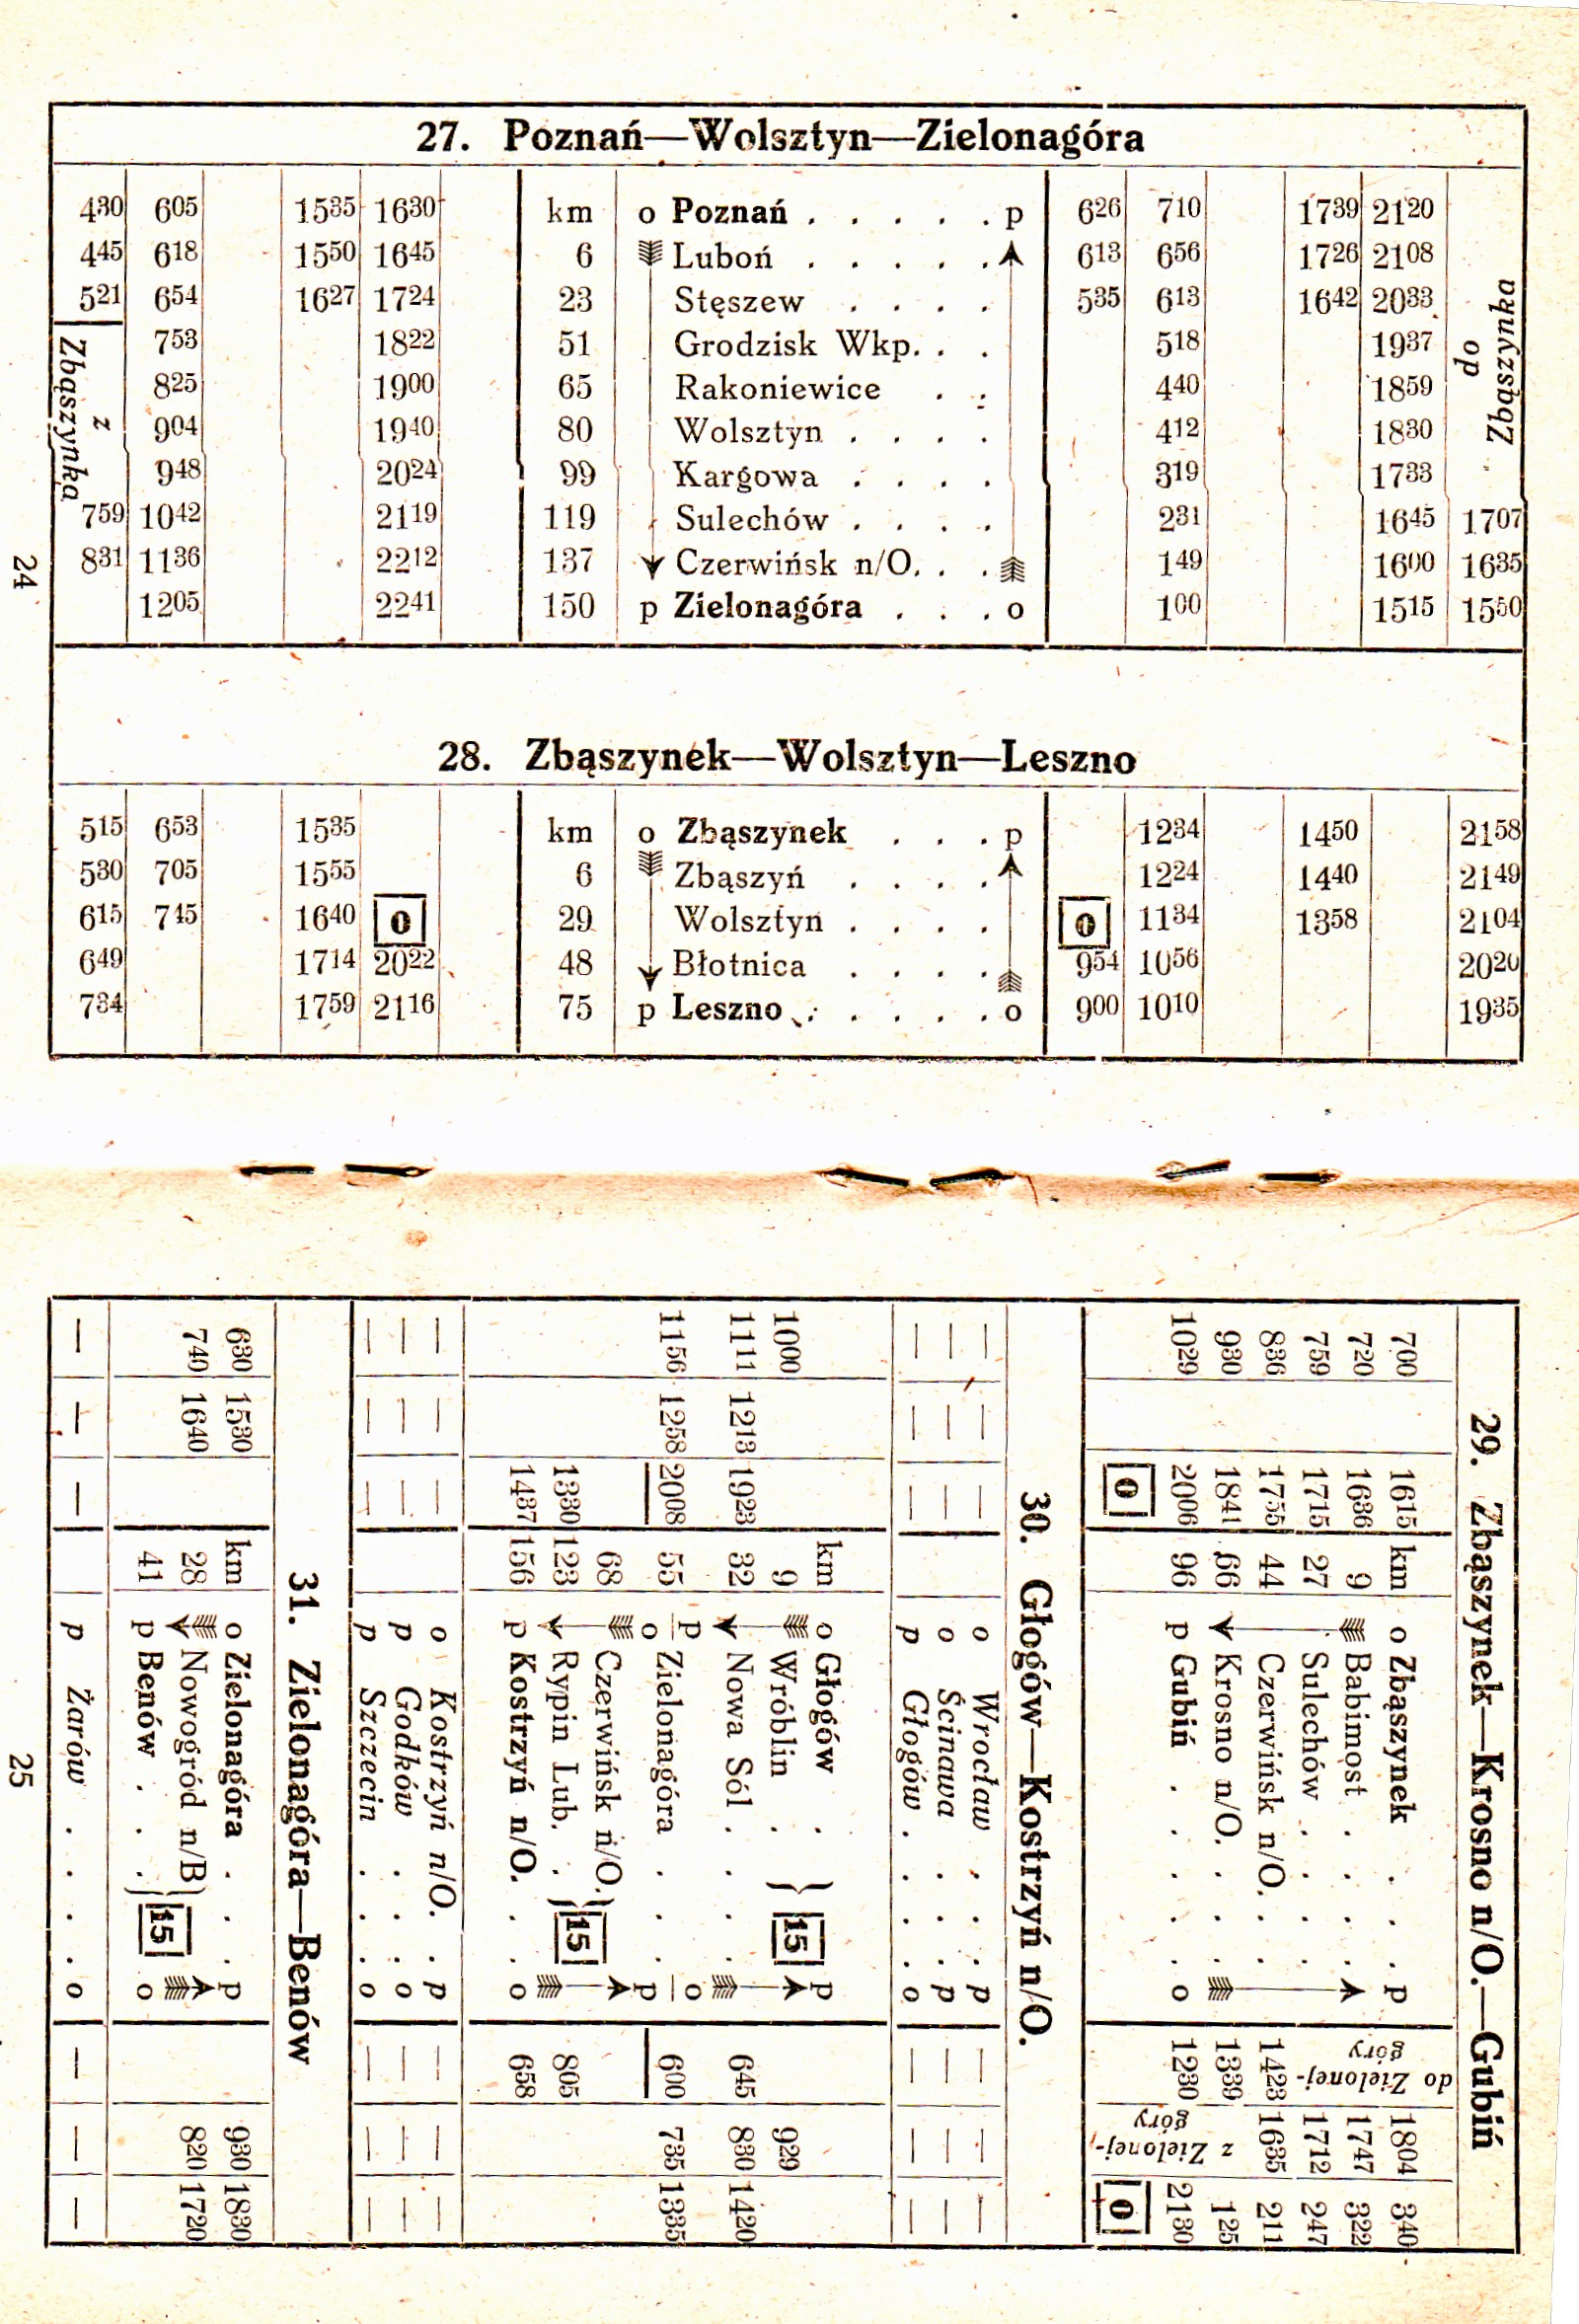 27. Poznań—Wolsztyn—Zielonagóra
430 605 1535 1630 km o Poznań . . . . . p 626 710 1739 2120
445 618 1550 1645 6 Luboń . . . . . 613 656 1726 2108
521 654 1627 1724 23 Stęszew . . . . 535 613 1642 2033
753 1822 51 Grodzisk Wkp. . . 518 1937
825 1900 65 Rakoniewice . . 440 1859
904 1940 80 Wolsztyn . . . . 412 1830
948 2024 99 Kargowa . . . . 319 1733
759 1042 2119 119 Sulechów . . . . 231 1645 1707
831 1136 2212 137 Czerwińsk n/O. . . 149 1600 1635
1205 2241 150 p Zielonagóra . . . o 100 1515 1550
z Zbąszynka
do Zbąszynka
24
28. Zbąszynek—Wolsztyn—Leszno
515 653 1535 km o Zbąszynek . . . p 1234 1450 2158
530 705 1555 6 Zbąszyń . . . . 1224 1440 2149
615 745 1640 0 29 Wolsztyn . . . . 0 1134 1358 2104
649 1714 2022 48 Błotnica . . . . 954 1056 2020
734 1759 2116 75 p Leszno . . . . . o 900 1010 1935
29. Zbąszynek—Krosno n/O.—Gubiń
700 1615 km o Zbąszynek . . . p 1804 340
720 1636 9 Babimost . . . . 1747 322
759 1715 27 Sulechów . . . . 1712 247
836 1755 44 Czerwińsk n/O. . . 1423 1635 211
930 1841 66 Krosno n/O. . . . 1339 125
1029 2006 96 p Gubiń . . . . . o 1230 2130
0 0
do Zielonej-góry
z Zielonej-góry
30. Głogów—Kostrzyń n/O.
— — — o Wrocław . . . p — — —
— — — o Ścinawa . . . p — — —
— — — p Głogów . . . . o — — —
km o Głogów . p
1000 9 Wróblin . 15 929
1111 1213 1923 32 Nowa Sól . . . 645 830 1420
p o
1156 1258 2008 55 o Zielonagóra . . . p 600 735 1335
68 Czerwińsk n/O.
1330 123 Rypin Lub. . 15 805
1437 156 p Kostrzyń n/O. . . o 658
— — — o Kostrzyń n/O. . p — — —
— — — p Godków . . . o — — —
— — — p Szczecin . . . o — — —
31. Zielonagóra—Benów
630 1530 km o Zielonagóra . . . p 930 1830
740 1640 28 Nowogród n/B 820 1720
41 p Benów . . . 15 o
— — — p Żarów . . . . o — — —
25